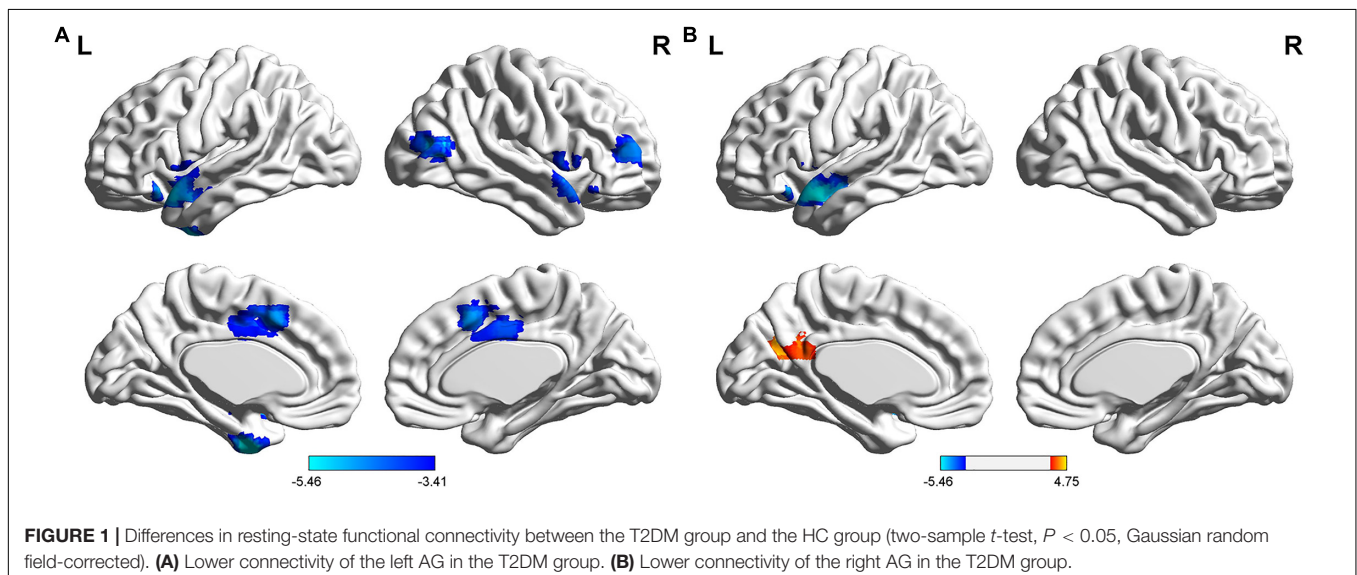 A L R B L R
-5.46 -3.41 -5.46 4.75
FIGURE 1 | Differences in resting-state functional connectivity between the T2DM group and the HC group (two-sample t-test, P < 0.05, Gaussian random
field-corrected). (A) Lower connectivity of the left AG in the T2DM group. (B) Lower connectivity of the right AG in the T2DM group.